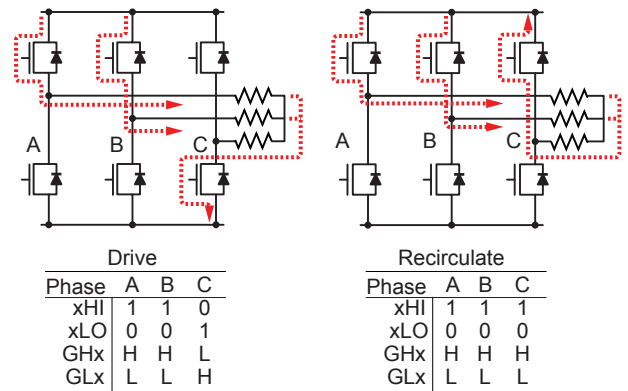 A B C
Drive
Phase A B C
xHI 1 1 0
xLO 0 0 1
GHx H H L
GLx L L H
A B C
Recirculate
Phase A B C
xHI 1 1 1
xLO 0 0 0
GHx H H H
GLx L L L